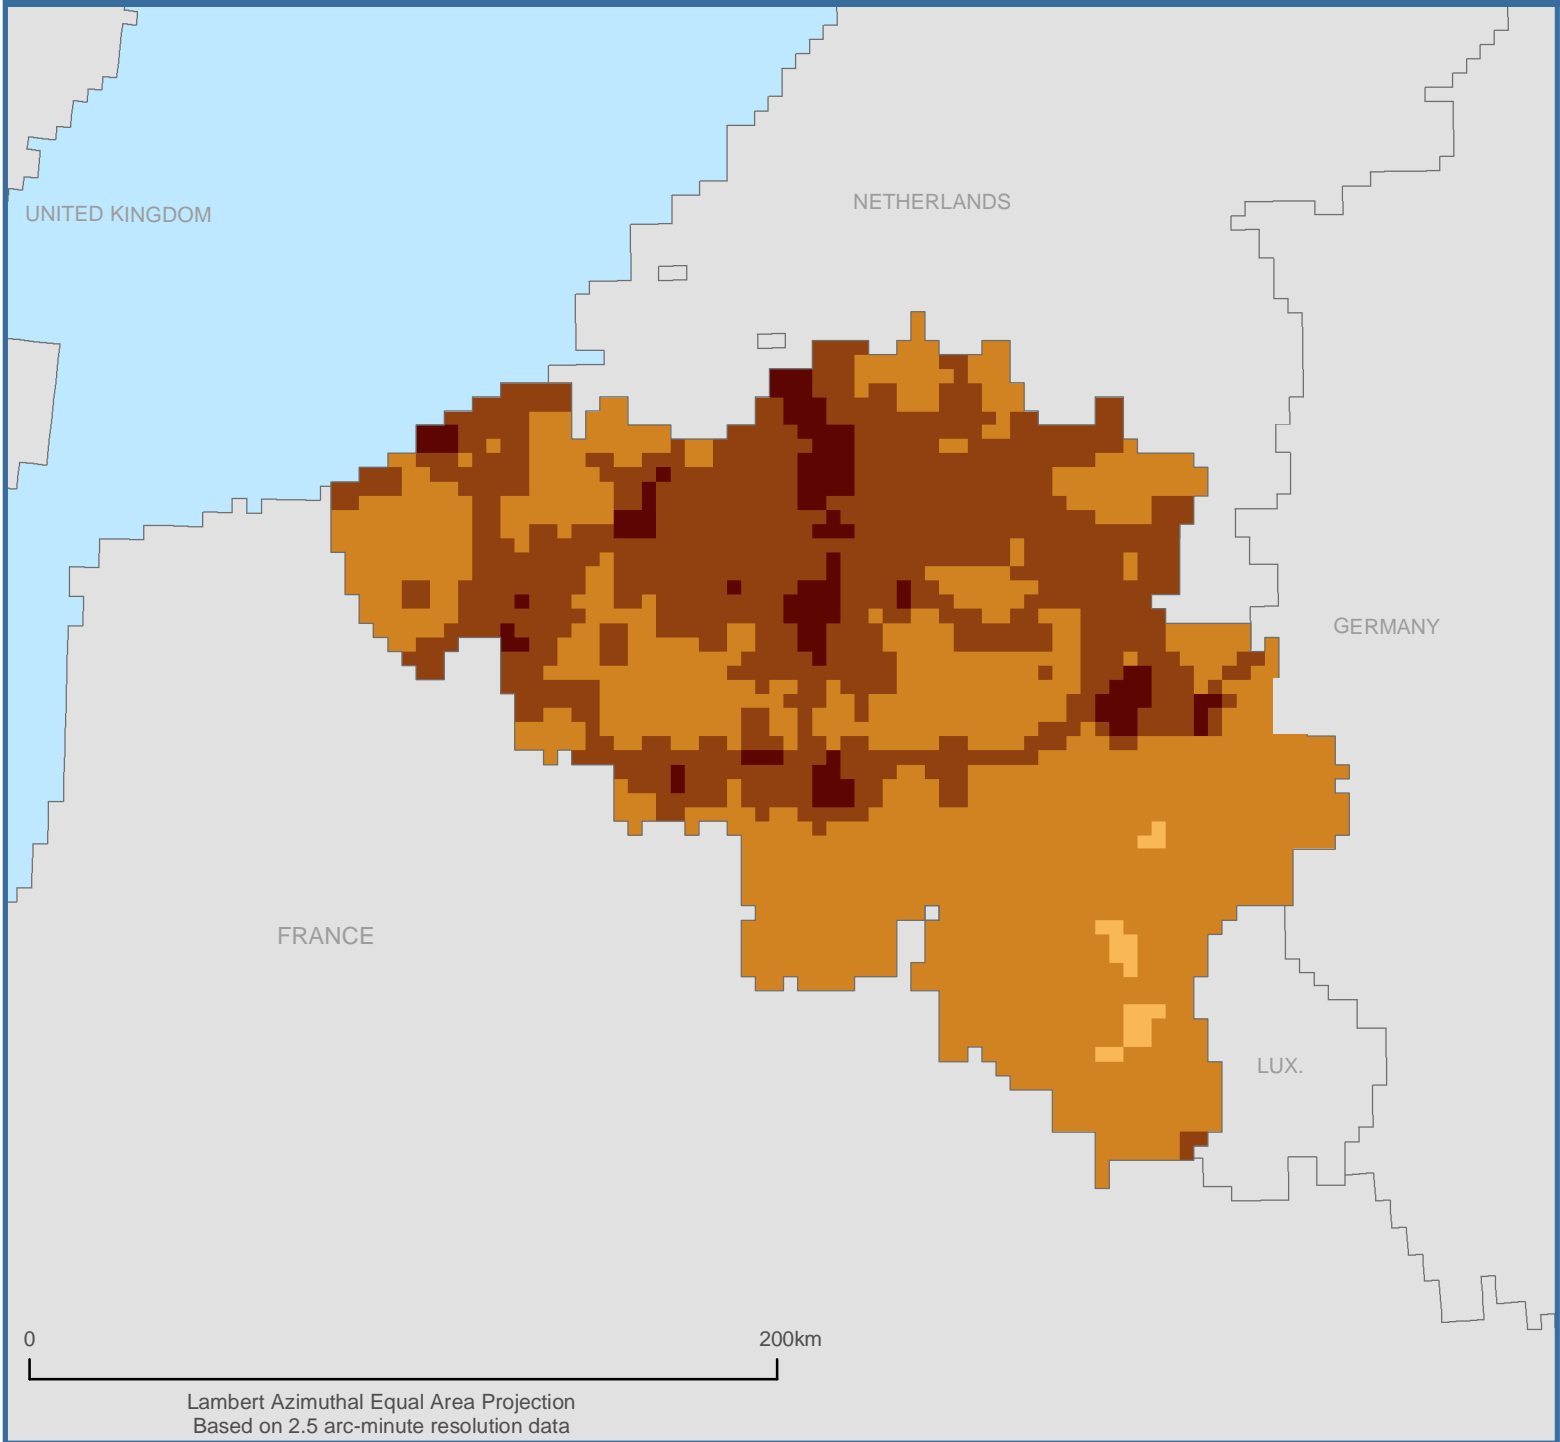 NETHERLANDS
UNITED KINGDOM
GERMANY
FRANCE
LUX.
0 200km
Lambert Azimuthal Equal Area Projection
Based on 2.5 arc-minute resolution data